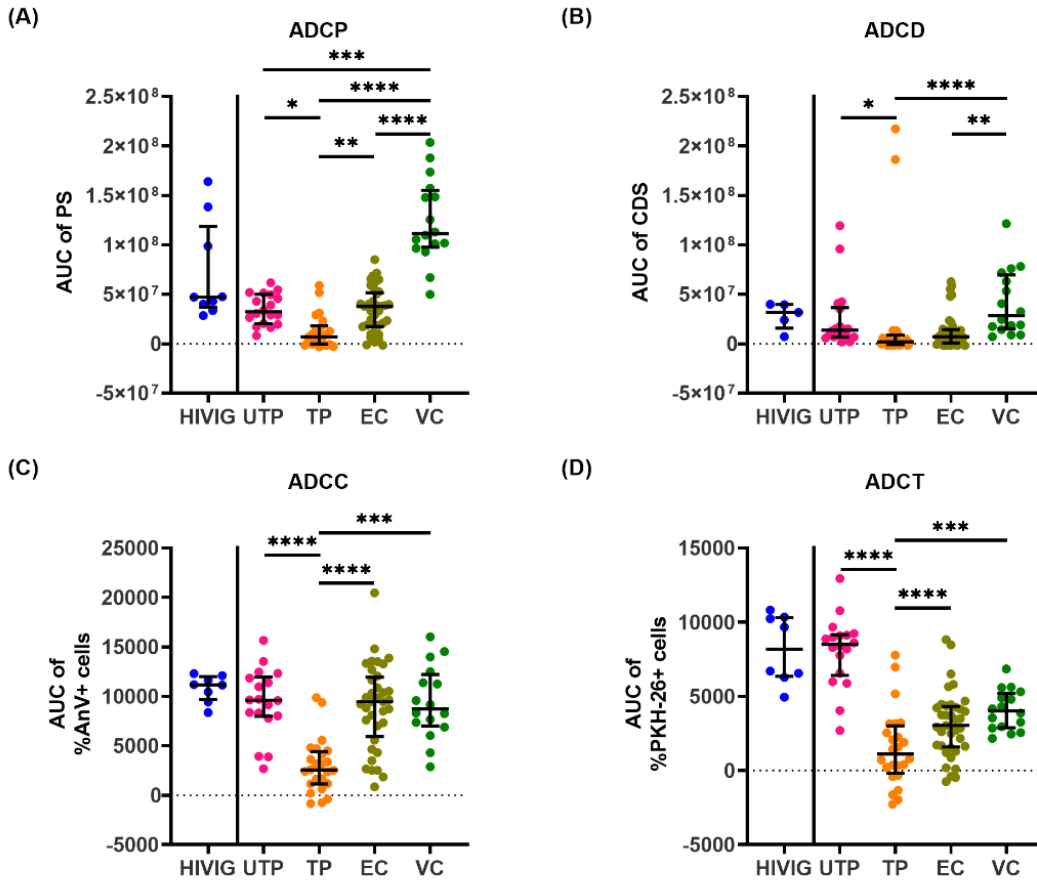 (A)
ADCP
***
****
*
****
**
2.5×10⁸
2×10⁸
1.5×10⁸
1×10⁸
5×10⁷
0
-5×10⁷
AUC of PS
HIVIG UTP TP EC VC
(B)
ADCD
****
*
**
2.5×10⁸
2×10⁸
1.5×10⁸
1×10⁸
5×10⁷
0
-5×10⁷
AUC of CDS
HIVIG UTP TP EC VC
(C)
ADCC
***
****
****
25000
20000
15000
10000
5000
0
-5000
AUC of
%AnV+ cells
HIVIG UTP TP EC VC
(D)
ADCT
***
****
****
15000
10000
5000
0
-5000
AUC of
%PKH-26+ cells
HIVIG UTP TP EC VC